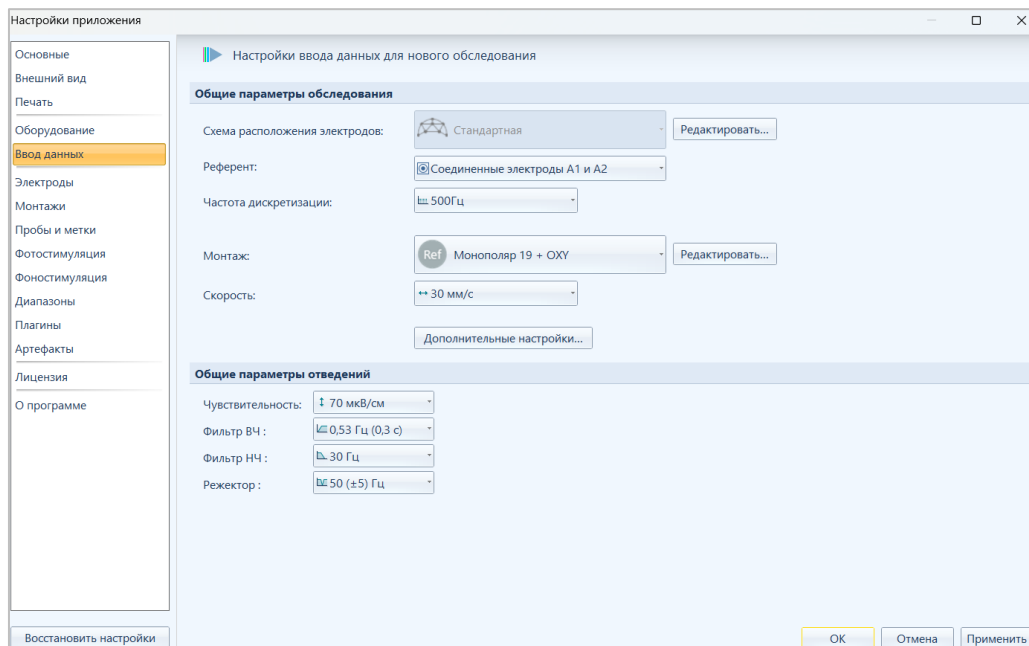 Настройки приложения
Основные
Внешний вид
Печать
Оборудование
Ввод данных
Электроды
Монтажи
Пробы и метки
Фотостимуляция
Фоностимуляция
Диапазоны
Плагины
Артефакты
Лицензия
О программе
Восстановить настройки
Настройки ввода данных для нового обследования
Общие параметры обследования
Схема расположения электродов: Стандартная Редактировать...
Референт: Соединенные электроды А1 и А2
Частота дискретизации: 500Гц
Монтаж: Ref Монополяр 19 + OXY Редактировать...
Скорость: 30 мм/с
Дополнительные настройки...
Общие параметры отведений
Чувствительность: 70 мкВ/см
Фильтр ВЧ : 0,53 Гц (0,3 с)
Фильтр НЧ : 30 Гц
Режектор : 50 (±5) Гц
ОК Отмена Применить